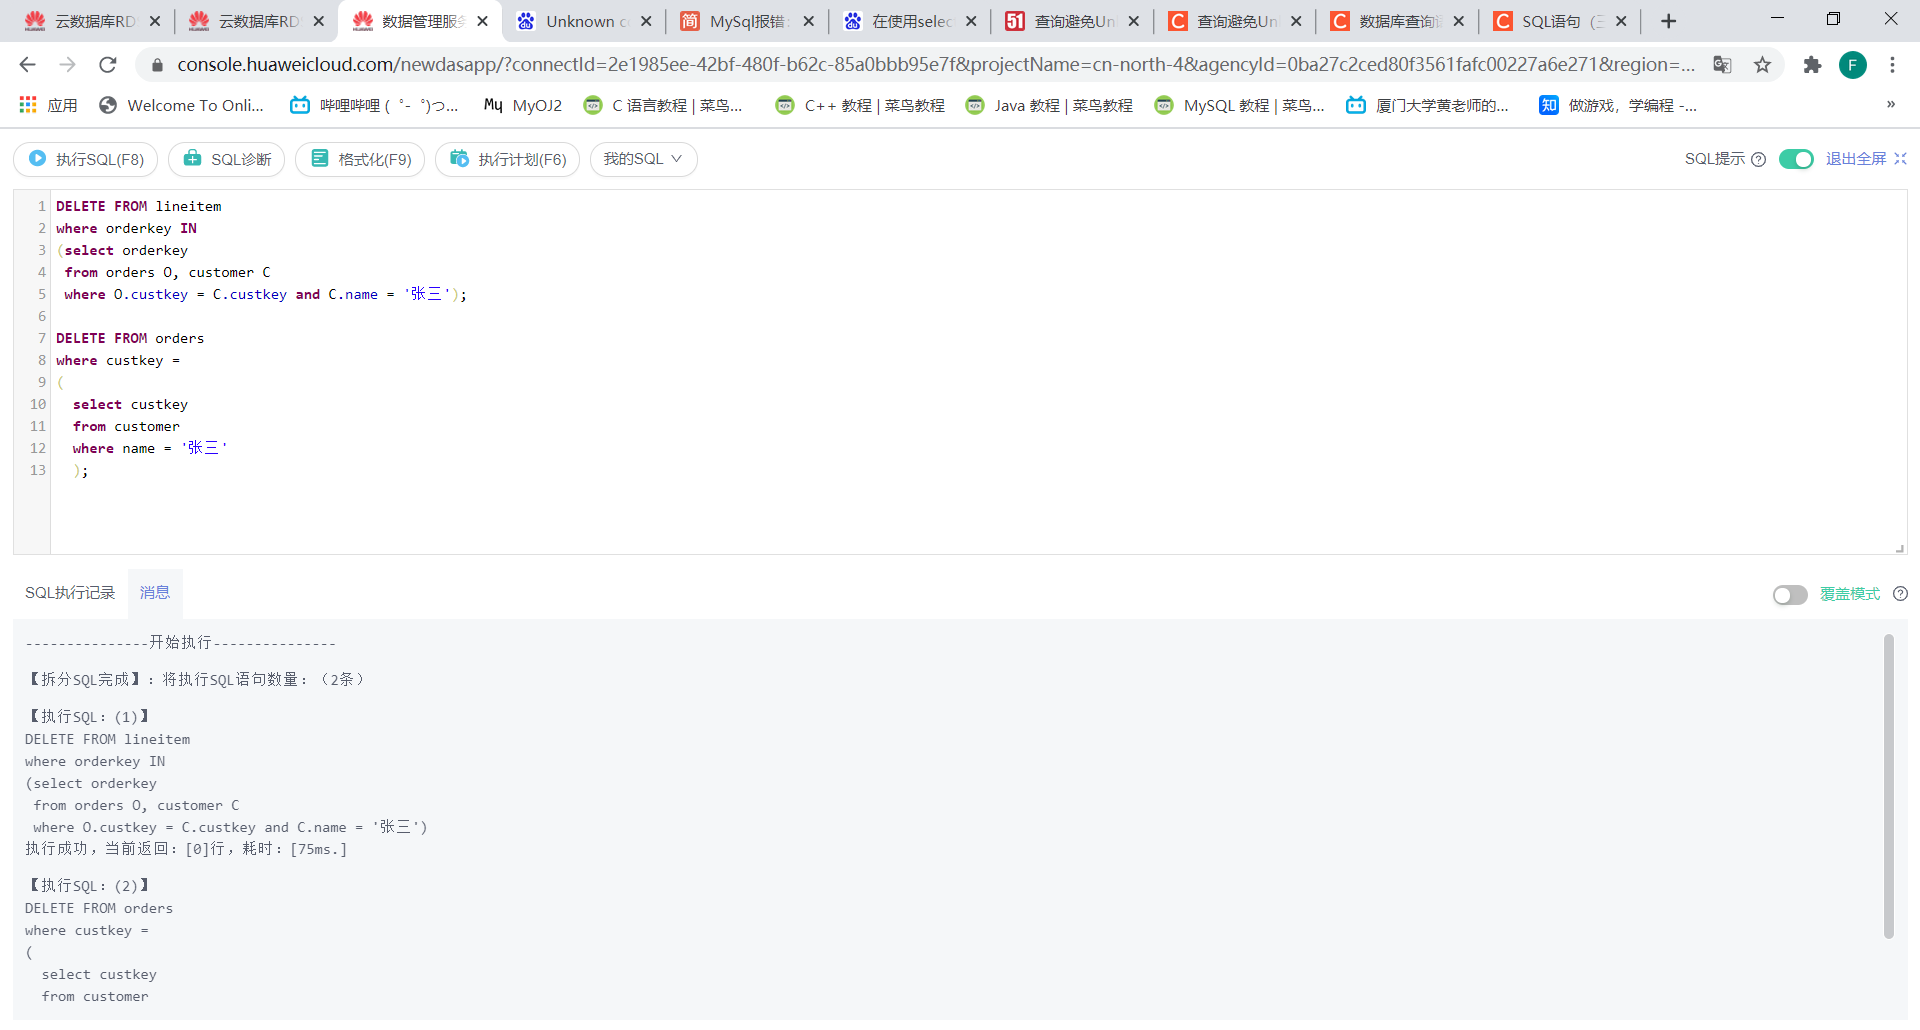 云数据库RD
云数据库RD
数据管理服务
Unknown c
MySql报错
在使用selec
查询避免Un
查询避免Un
数据库查询
SQL语句（三
console.huaweicloud.com/newdasapp/?connectId=2e1985ee-42bf-480f-b62c-85a0bbb95e7f&projectName=cn-north-4&agencyId=0ba27c2ced80f3561fafc00227a6e271&region=...
F
应用
Welcome To Onli...
哔哩哔哩 ( ゜- ゜)つ...
MyOJ2
C 语言教程 | 菜鸟...
C++ 教程 | 菜鸟教程
Java 教程 | 菜鸟教程
MySQL 教程 | 菜鸟...
厦门大学黄老师的...
知 做游戏，学编程 -...
»
执行SQL(F8)
SQL诊断
格式化(F9)
执行计划(F6)
我的SQL
SQL提示
退出全屏
1 DELETE FROM lineitem
2 where orderkey IN
3 (select orderkey
4 from orders O, customer C
5 where O.custkey = C.custkey and C.name = '张三');
6
7 DELETE FROM orders
8 where custkey =
9 (
10 select custkey
11 from customer
12 where name = '张三'
13 );
SQL执行记录
消息
覆盖模式
---------------开始执行---------------
【拆分SQL完成】：将执行SQL语句数量：（2条）
【执行SQL：(1)】
DELETE FROM lineitem
where orderkey IN
(select orderkey
from orders O, customer C
where O.custkey = C.custkey and C.name = '张三')
执行成功，当前返回：[0]行，耗时：[75ms.]
【执行SQL：(2)】
DELETE FROM orders
where custkey =
(
select custkey
from customer